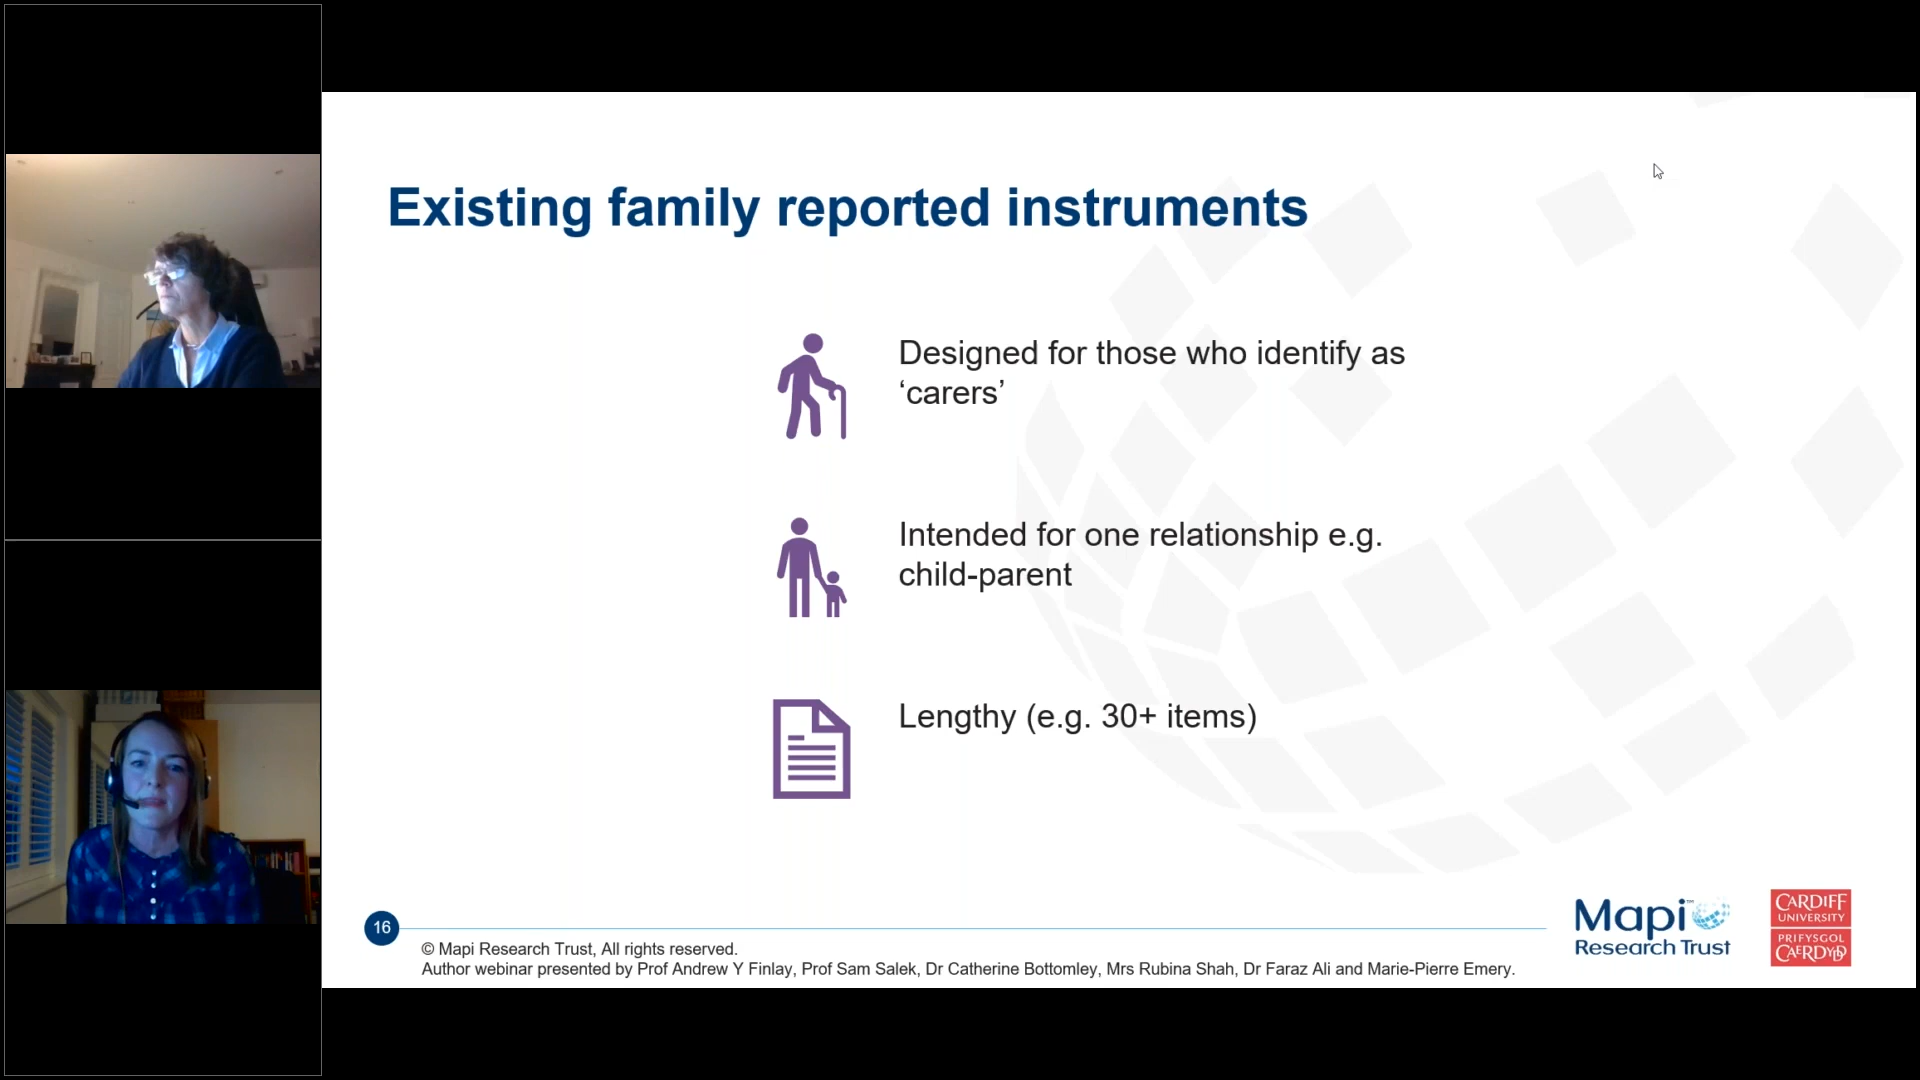 Existing family reported instruments
Designed for those who identify as
‘carers’
Intended for one relationship e.g.
child-parent
Lengthy (e.g. 30+ items)
16
© Mapi Research Trust, All rights reserved.
Author webinar presented by Prof Andrew Y Finlay, Prof Sam Salek, Dr Catherine Bottomley, Mrs Rubina Shah, Dr Faraz Ali and Marie-Pierre Emery.
Mapi
Research Trust
CARDIFF
UNIVERSITY
PRIFYSGOL
CAERDYDD